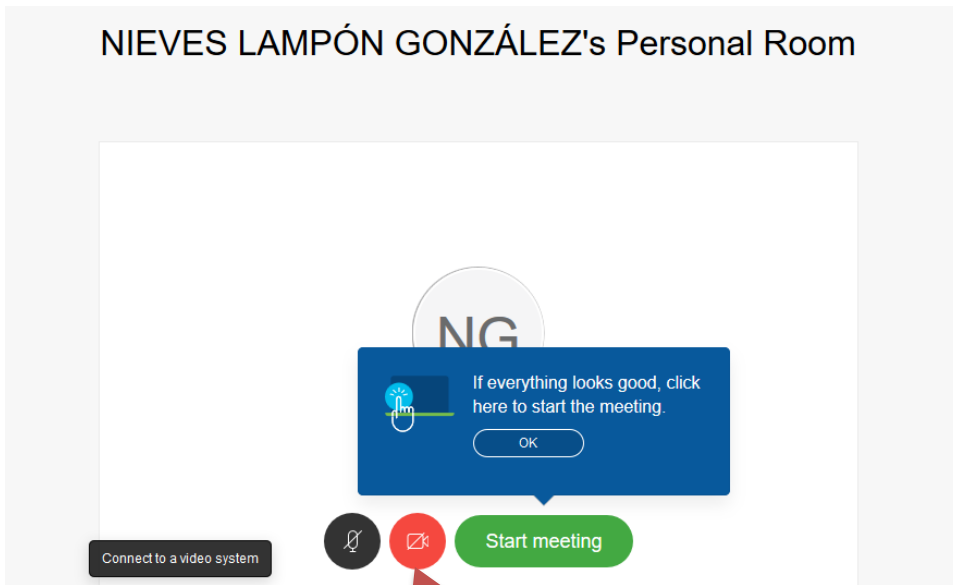 NIEVES LAMPÓN GONZÁLEZ's Personal Room
NG
If everything looks good, click
here to start the meeting.
OK
Start meeting
Connect to a video system